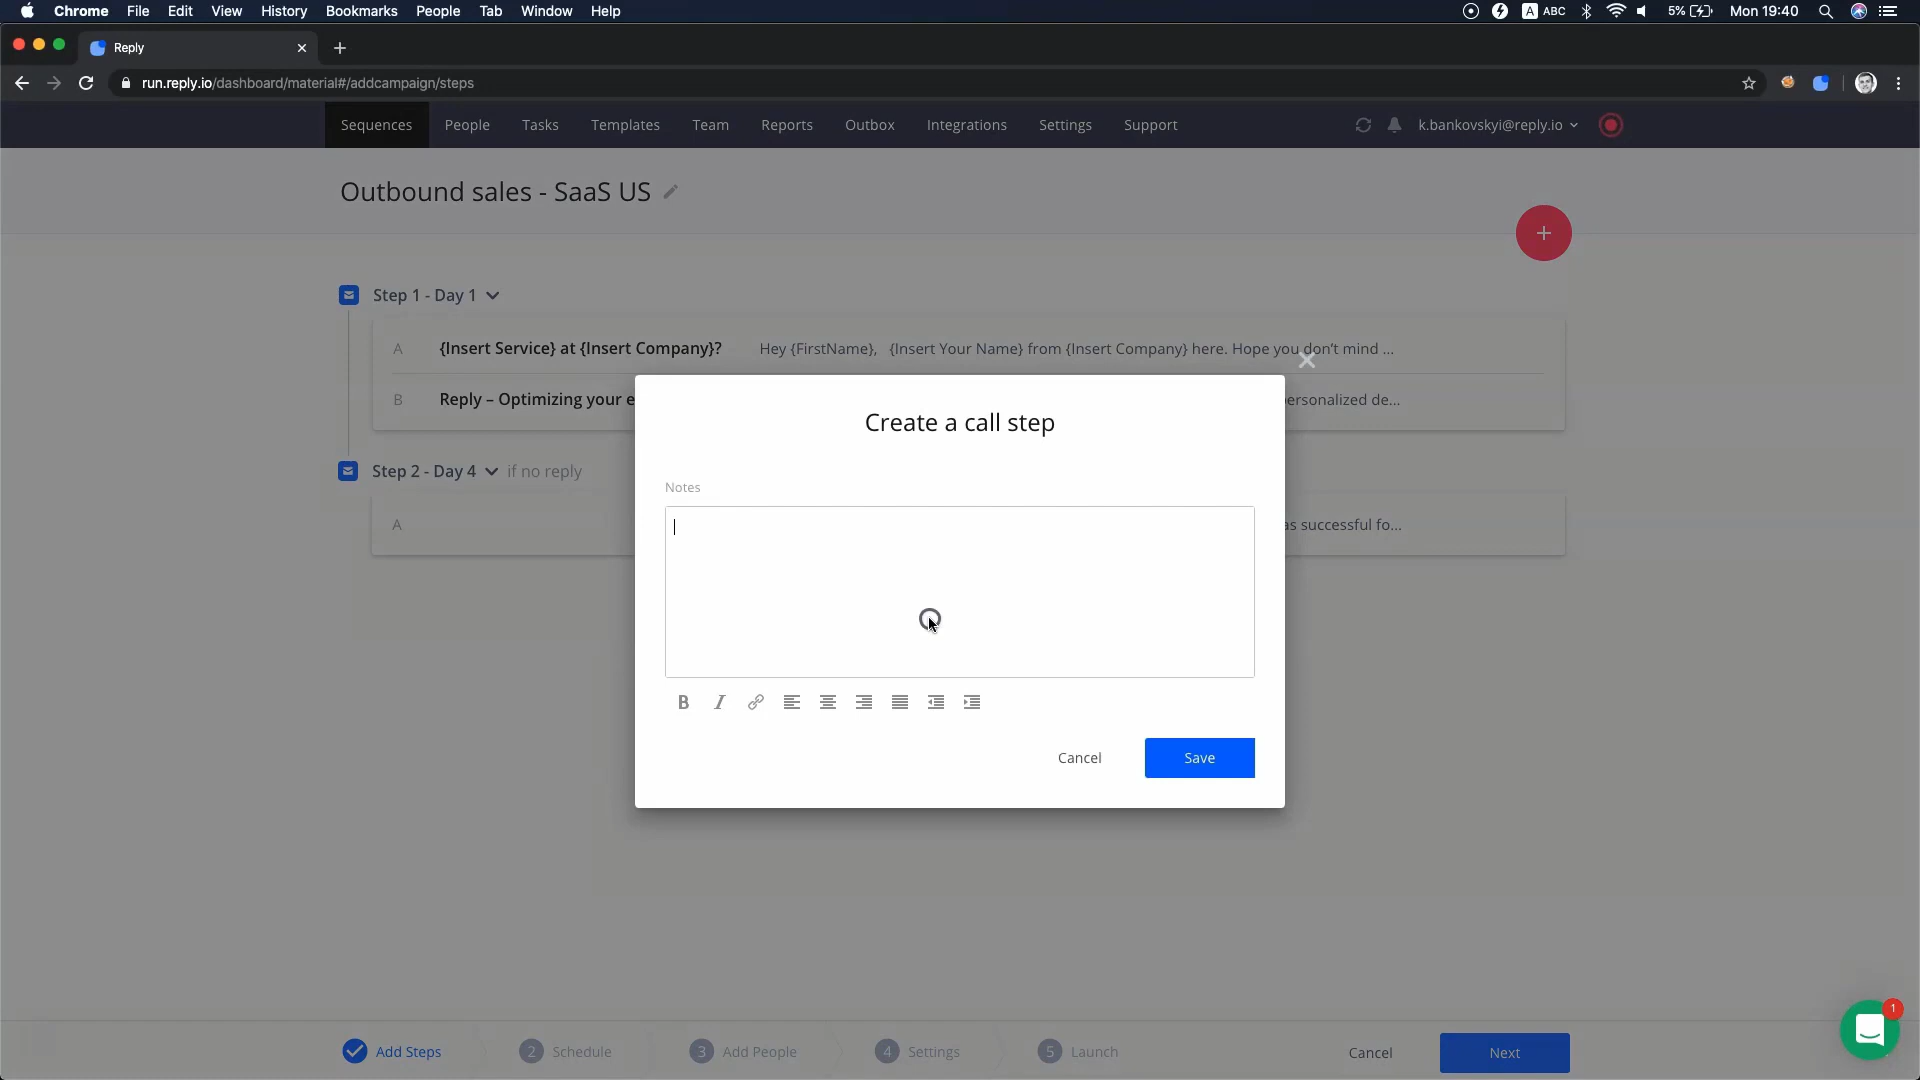 Chrome File Edit View History Bookmarks People Tab Window Help
A ABC 5% Mon 19:40
Reply
run.reply.io/dashboard/material#/addcampaign/steps
Sequences People Tasks Templates Team Reports Outbox Integrations Settings Support k.bankovskyi@reply.io
Outbound sales - SaaS US
Step 1 - Day 1
A {Insert Service} at {Insert Company}? Hey {FirstName}, {Insert Your Name} from {Insert Company} here. Hope you don't mind ...
B Reply – Optimizing your e ersonalized de...
Step 2 - Day 4 if no reply
A as successful fo...
Create a call step
Notes
B I
Cancel Save
1
Add Steps 2 Schedule 3 Add People 4 Settings 5 Launch Cancel Next